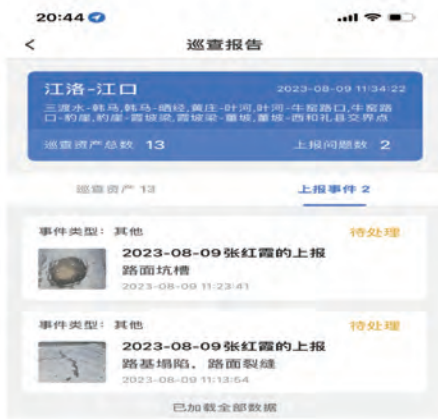 20:44
巡查报告
江洛-江口
2023-08-09 11:34:22
三渡水-韩马,韩马-晒经,黄庄-叶河,叶河-牛窑路口,牛窑路
口-豹崖,豹崖-晋坡梁,晋坡梁-董坡,董坡-西和礼县交界点
巡查资产总数 13
上报问题数 2
巡查资产 13
上报事件 2
事件类型：其他
待处理
2023-08-09张红霞的上报
路面坑槽
2023-08-09 11:23:41
事件类型：其他
待处理
2023-08-09张红霞的上报
路基塌陷、路面裂缝
2023-08-09 11:13:54
已加载全部数据